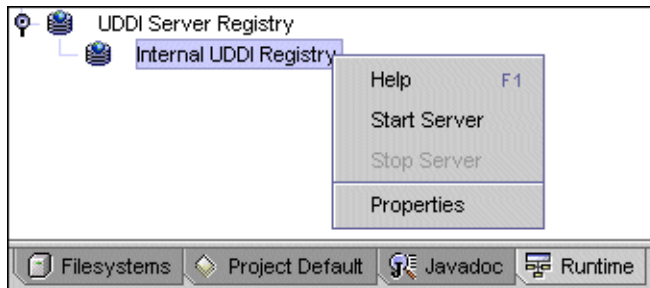 UDDI Server Registry
Internal UDDI Registry
Help F1
Start Server
Stop Server
Properties
Filesystems Project Default Javadoc Runtime